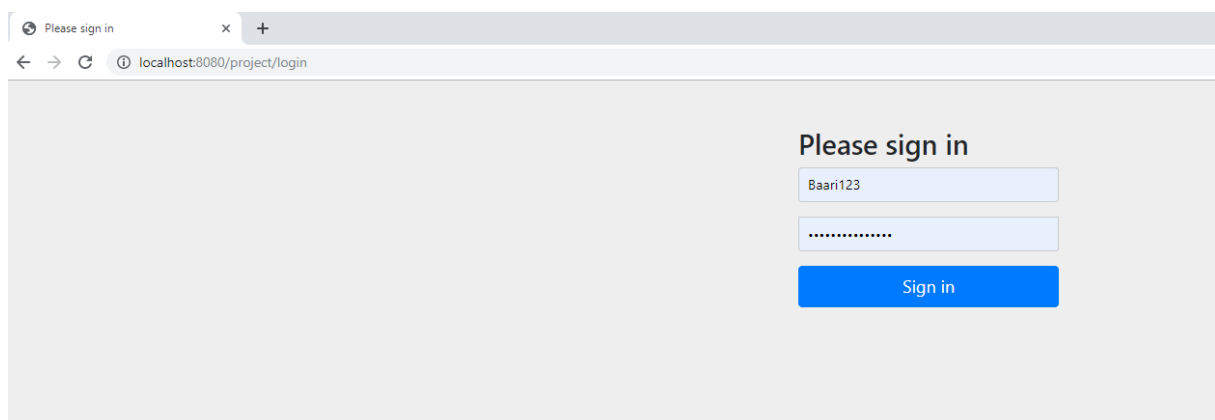 Please sign in
localhost:8080/project/login
Please sign in
Baari123
•••••••••••••••
Sign in